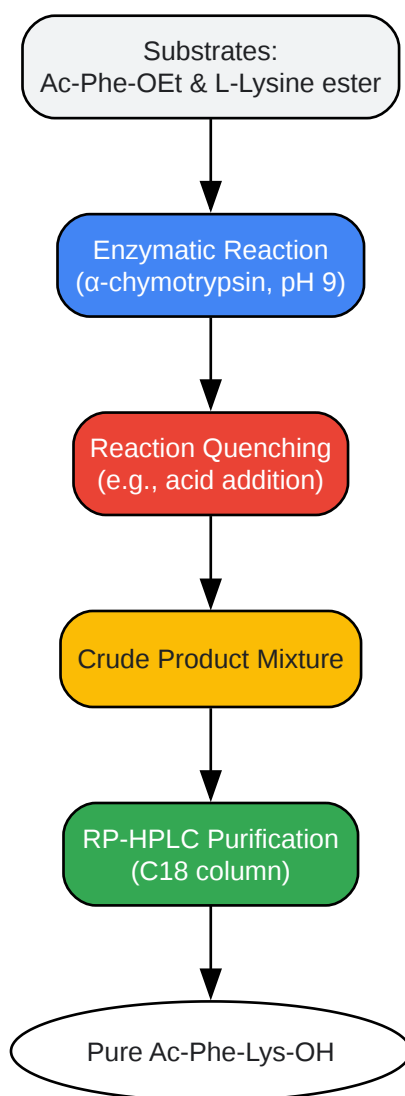 Substrates:
Ac-Phe-OEt & L-Lysine ester
Enzymatic Reaction
(α-chymotrypsin, pH 9)
Reaction Quenching
(e.g., acid addition)
Crude Product Mixture
RP-HPLC Purification
(C18 column)
Pure Ac-Phe-Lys-OH